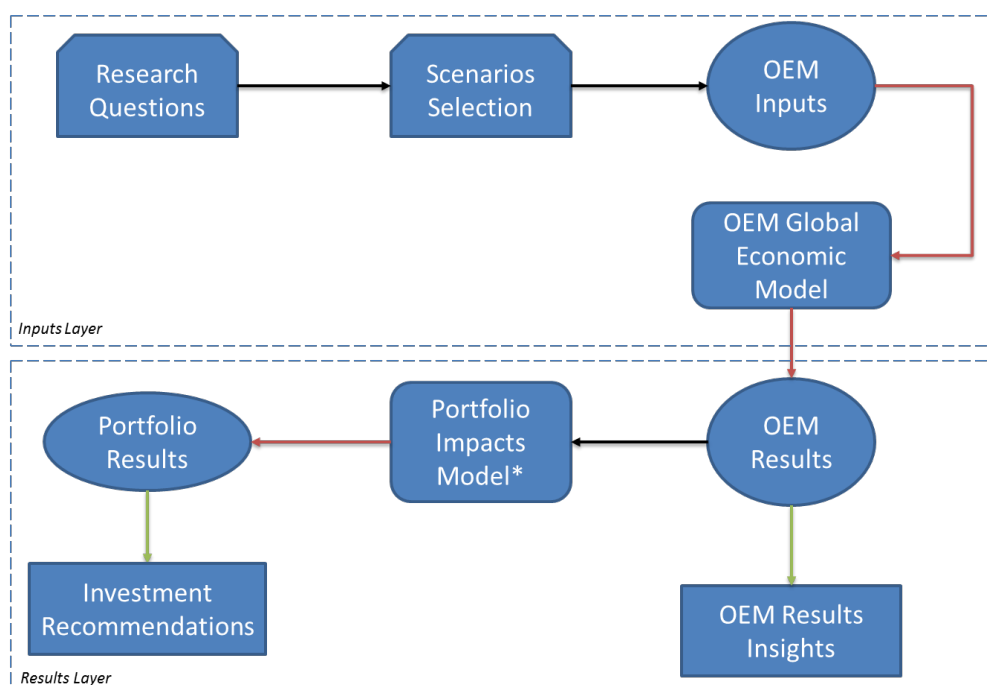 Research
Questions
Scenarios
Selection
OEM
Inputs
OEM Global
Economic
Model
Inputs Layer
Portfolio
Results
Portfolio
Impacts
Model*
OEM
Results
Investment
Recommendations
OEM Results
Insights
Results Layer